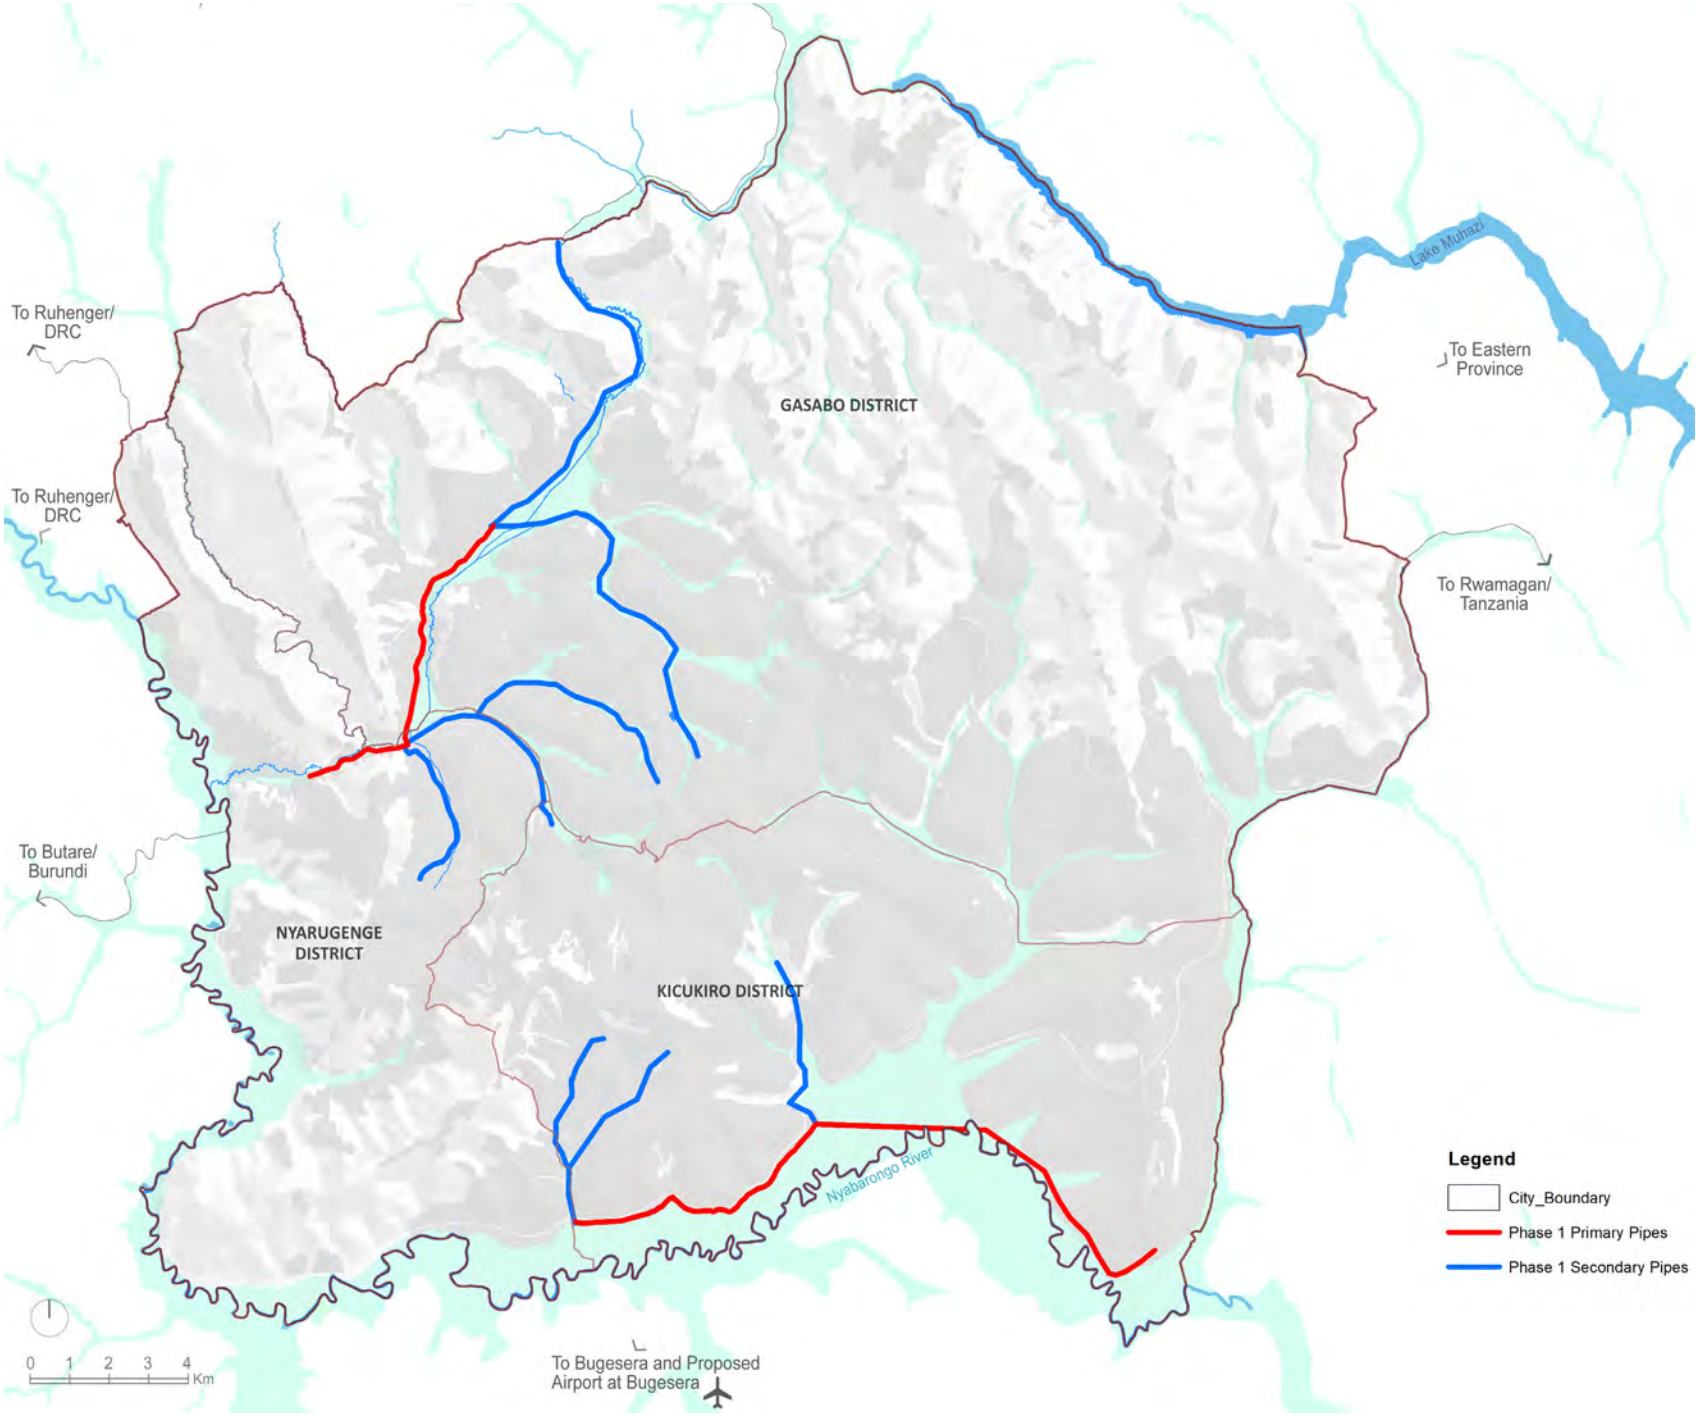 Lake Muhazi
To Ruhenger/
DRC
To Eastern
Province
GASABO DISTRICT
To Ruhenger/
DRC
To Rwamagan/
Tanzania
To Butare/
Burundi
NYARUGENGE
DISTRICT
KICUKIRO DISTRICT
Nyabarongo River
Legend
City_Boundary
Phase 1 Primary Pipes
Phase 1 Secondary Pipes
0 1 2 3 4
Km
To Bugesera and Proposed
Airport at Bugesera